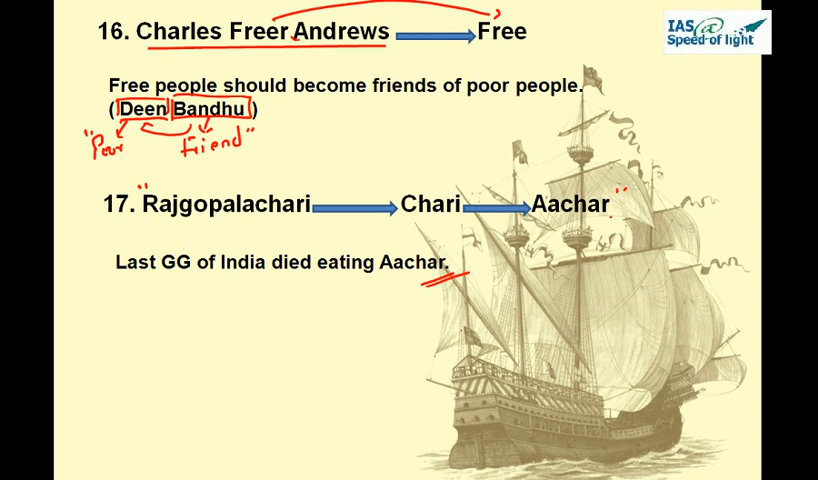 16. Charles Freer Andrews Free
IAS@
Speed of light
Free people should become friends of poor people.
( Deen Bandhu )
"Poor Friend"
17. "Rajgopalachari Chari Aachar"
Last GG of India died eating Aachar.